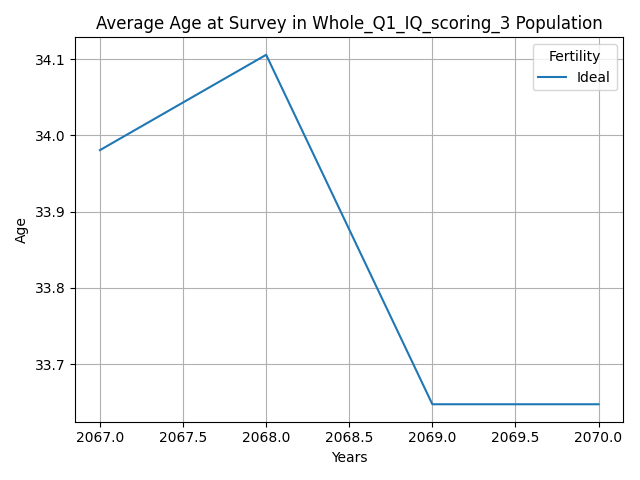 Average Age at Survey in Whole_Q1_IQ_scoring_3 Population
Fertility
Ideal
34.1
34.0
33.9
33.8
33.7
Age
2067.0 2067.5 2068.0 2068.5 2069.0 2069.5 2070.0
Years